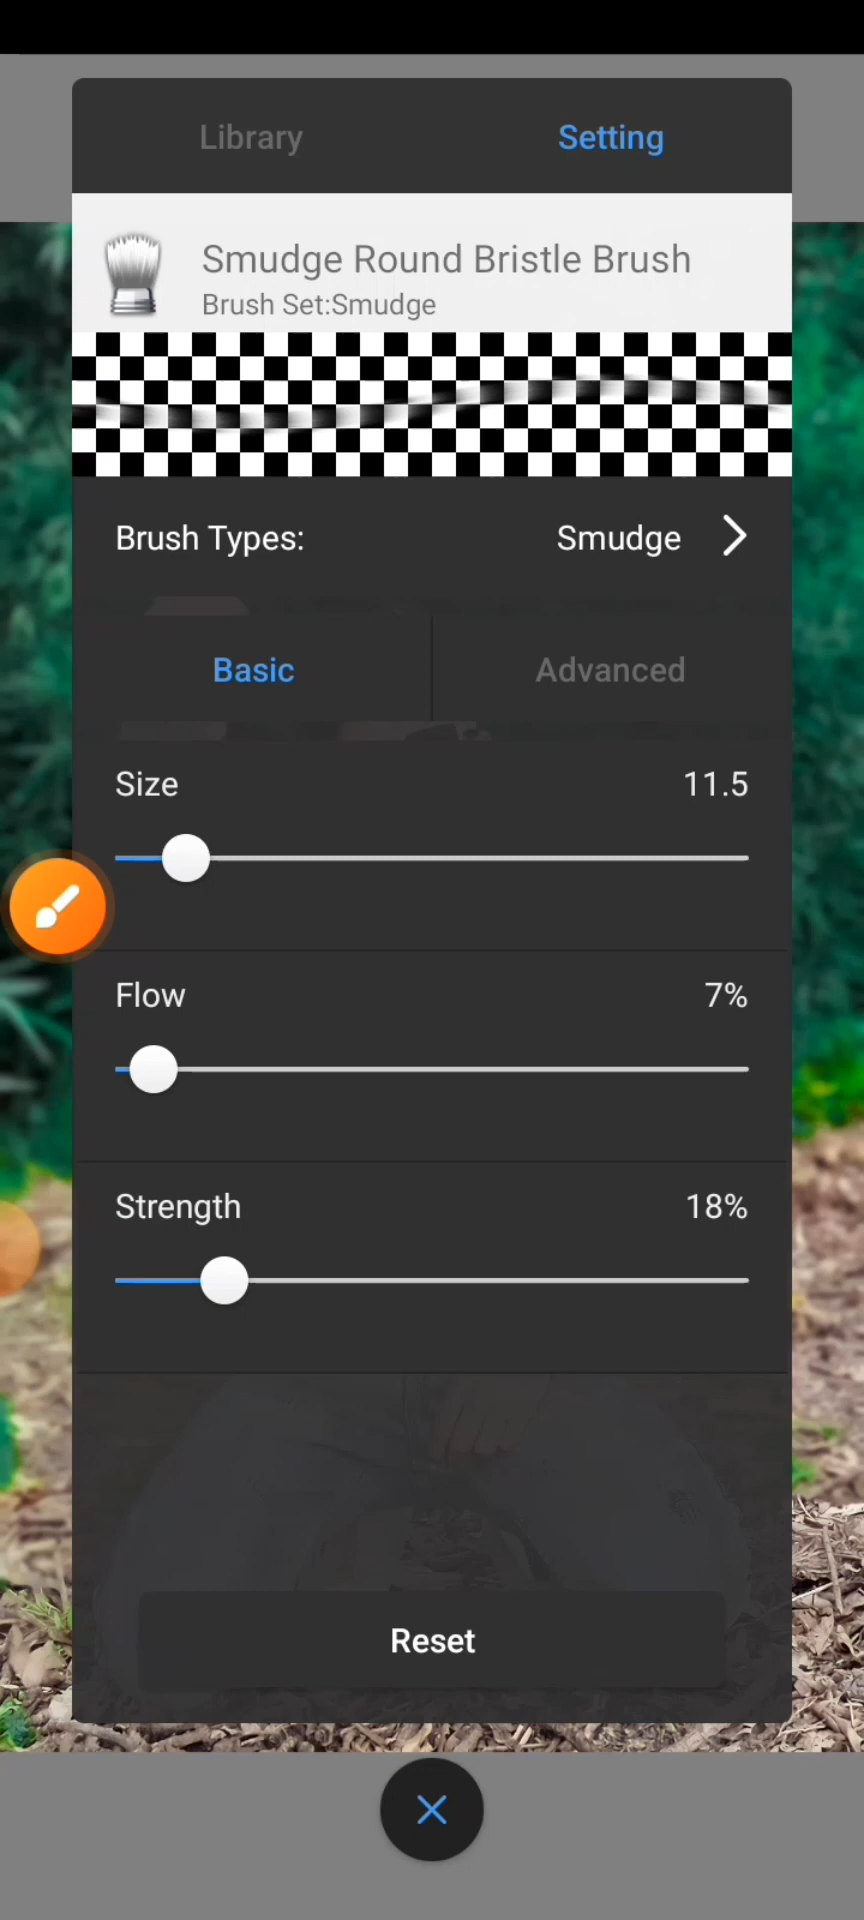 Library Setting
Smudge Round Bristle Brush
Brush Set:Smudge
Brush Types: Smudge
Basic Advanced
Size 11.5
Flow 7%
Strength 18%
Reset